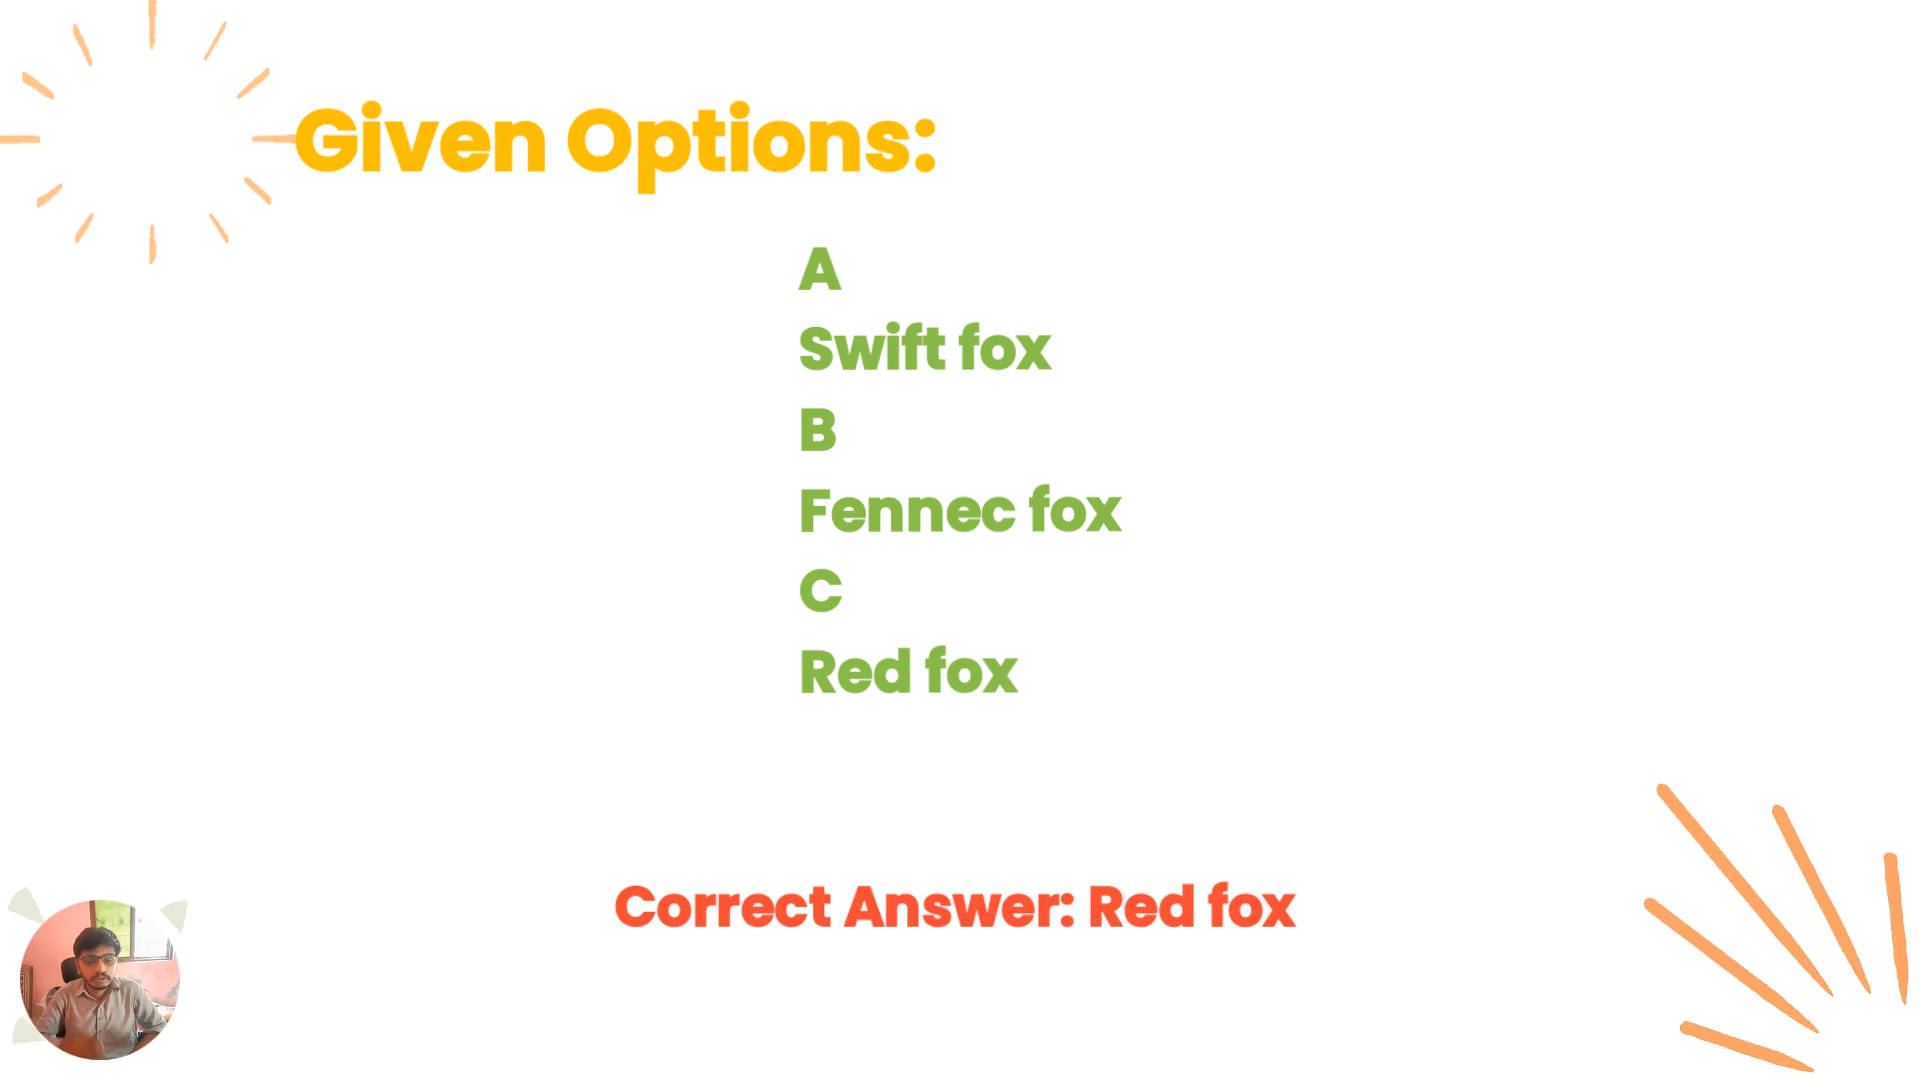 Given Options:
A
Swift fox
B
Fennec fox
C
Red fox
Correct Answer: Red fox